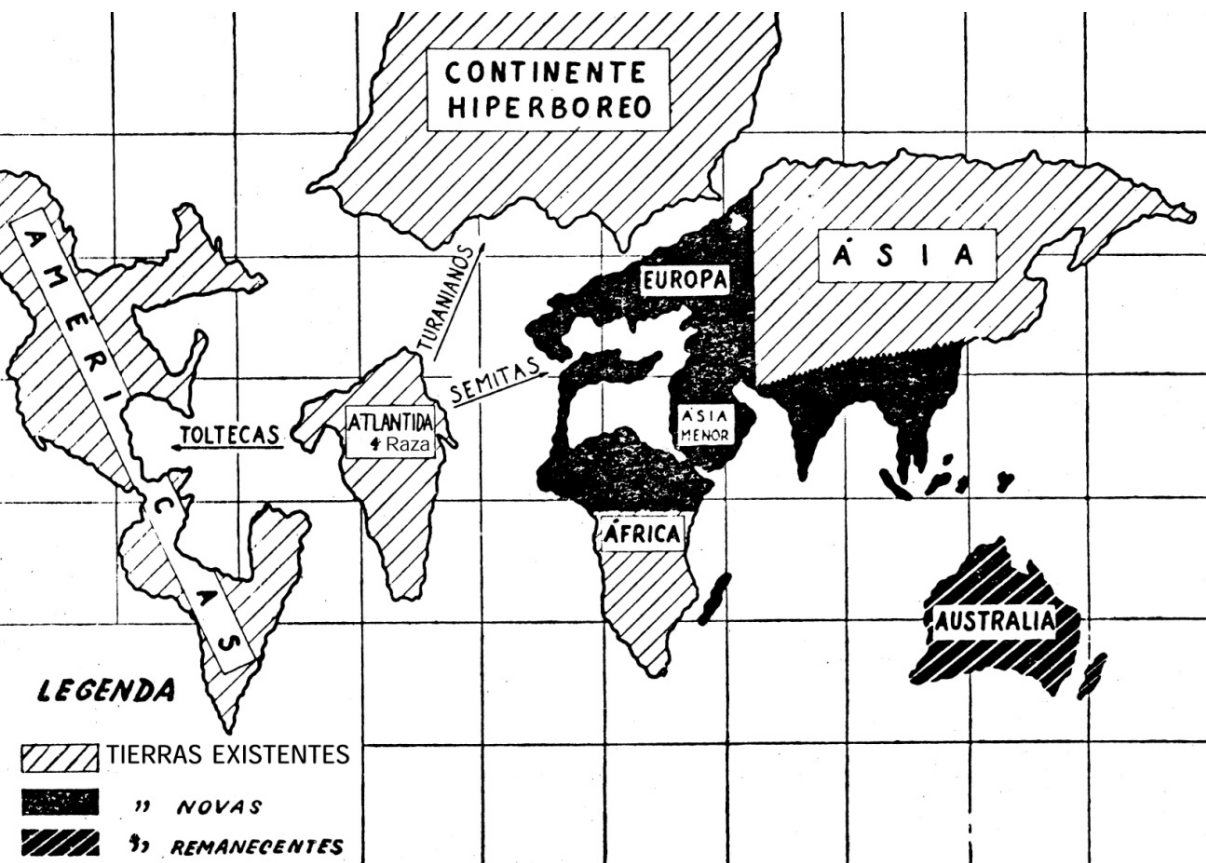 CONTINENTE
HIPERBOREO
ÁSIA
EUROPA
AMERICAS
TURANIANOS
SEMITAS
ATLANTIDA
4 Raza
TOLTECAS
ÁSIA
MENOR
ÁFRICA
AUSTRALIA
LEGENDA
TIERRAS EXISTENTES
" NOVAS
" REMANECENTES